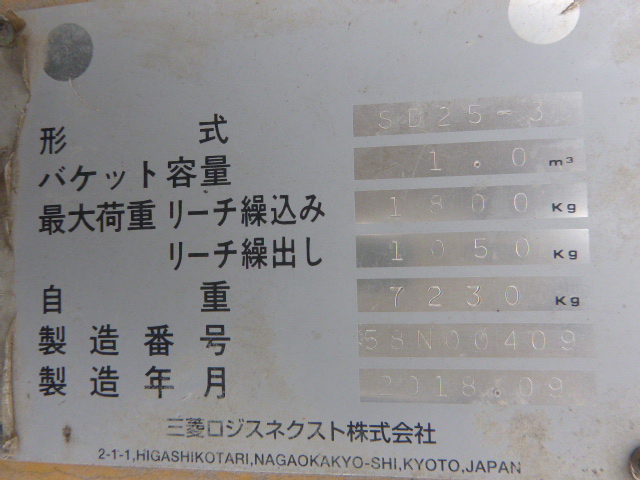 形式 SD25-3
バケット容量 1.0 m³
最大荷重 リーチ繰込み 1800 Kg
リーチ繰出し 1050 Kg
自重 7230 Kg
製造番号 58N00409
製造年月 2018.09
三菱ロジスネクスト株式会社
2-1-1,HIGASHIKOTARI,NAGAOKAKYO-SHI,KYOTO,JAPAN